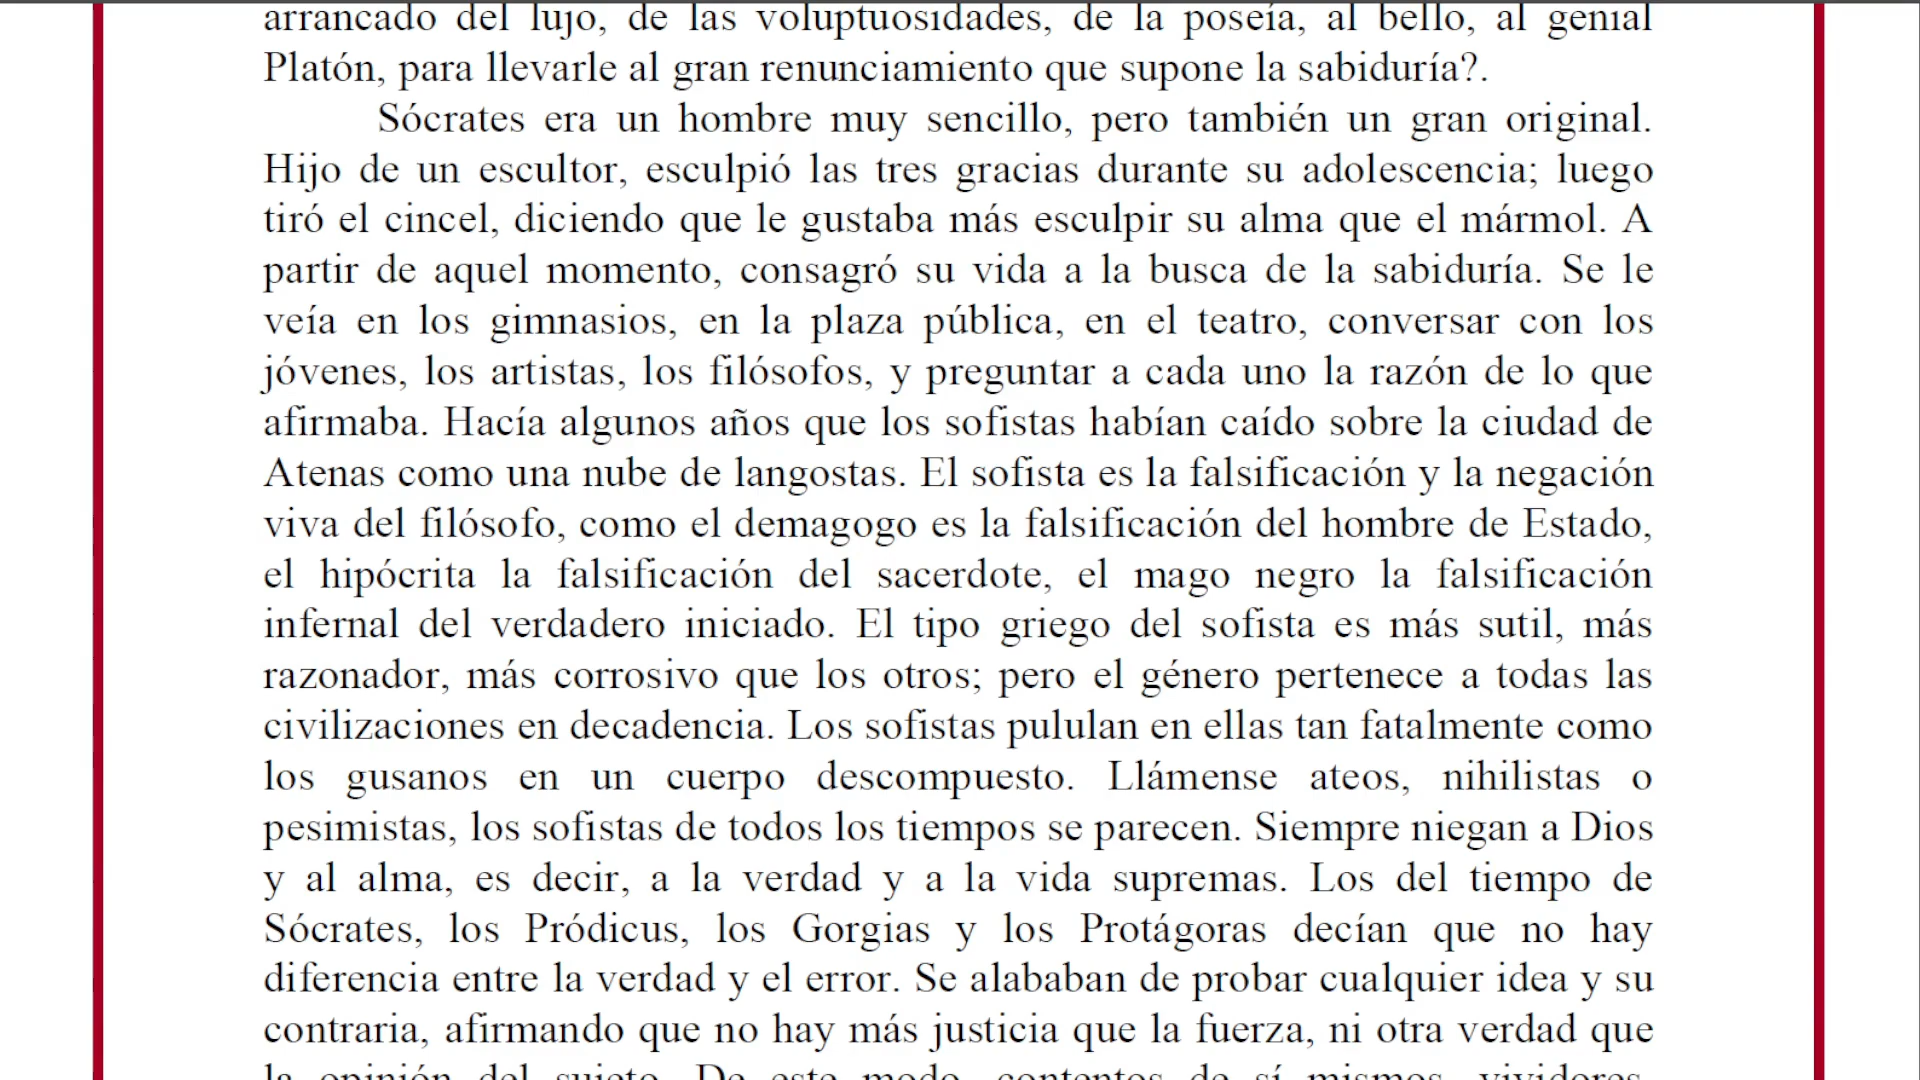 arrancado del lujo, de las voluptuosidades, de la poseía, al bello, al genial
Platón, para llevarle al gran renunciamiento que supone la sabiduría?.
Sócrates era un hombre muy sencillo, pero también un gran original.
Hijo de un escultor, esculpió las tres gracias durante su adolescencia; luego
tiró el cincel, diciendo que le gustaba más esculpir su alma que el mármol. A
partir de aquel momento, consagró su vida a la busca de la sabiduría. Se le
veía en los gimnasios, en la plaza pública, en el teatro, conversar con los
jóvenes, los artistas, los filósofos, y preguntar a cada uno la razón de lo que
afirmaba. Hacía algunos años que los sofistas habían caído sobre la ciudad de
Atenas como una nube de langostas. El sofista es la falsificación y la negación
viva del filósofo, como el demagogo es la falsificación del hombre de Estado,
el hipócrita la falsificación del sacerdote, el mago negro la falsificación
infernal del verdadero iniciado. El tipo griego del sofista es más sutil, más
razonador, más corrosivo que los otros; pero el género pertenece a todas las
civilizaciones en decadencia. Los sofistas pululan en ellas tan fatalmente como
los gusanos en un cuerpo descompuesto. Llámense ateos, nihilistas o
pesimistas, los sofistas de todos los tiempos se parecen. Siempre niegan a Dios
y al alma, es decir, a la verdad y a la vida supremas. Los del tiempo de
Sócrates, los Pródicus, los Gorgias y los Protágoras decían que no hay
diferencia entre la verdad y el error. Se alababan de probar cualquier idea y su
contraria, afirmando que no hay más justicia que la fuerza, ni otra verdad que
la opinión del sujeto. De este modo, contentos de sí mismos, vividores,